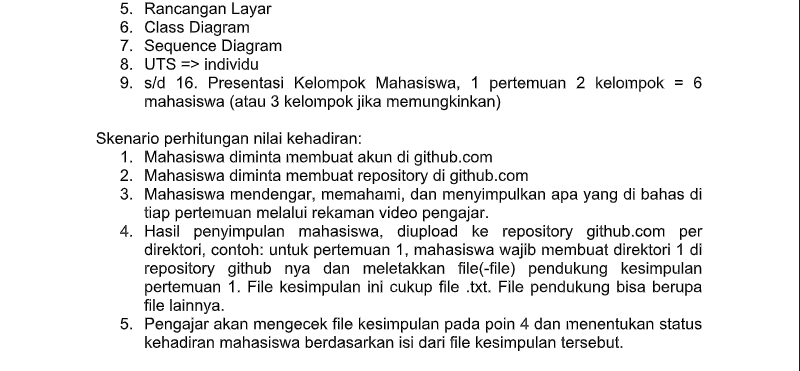 5. Rancangan Layar
6. Class Diagram
7. Sequence Diagram
8. UTS => individu
9. s/d 16. Presentasi Kelompok Mahasiswa, 1 pertemuan 2 kelompok = 6
mahasiswa (atau 3 kelompok jika memungkinkan)
Skenario perhitungan nilai kehadiran:
1. Mahasiswa diminta membuat akun di github.com
2. Mahasiswa diminta membuat repository di github.com
3. Mahasiswa mendengar, memahami, dan menyimpulkan apa yang di bahas di
tiap pertemuan melalui rekaman video pengajar.
4. Hasil penyimpulan mahasiswa, diupload ke repository github.com per
direktori, contoh: untuk pertemuan 1, mahasiswa wajib membuat direktori 1 di
repository github nya dan meletakkan file(-file) pendukung kesimpulan
pertemuan 1. File kesimpulan ini cukup file .txt. File pendukung bisa berupa
file lainnya.
5. Pengajar akan mengecek file kesimpulan pada poin 4 dan menentukan status
kehadiran mahasiswa berdasarkan isi dari file kesimpulan tersebut.